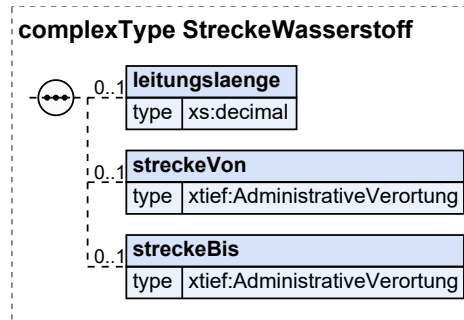 complexType StreckeWasserstoff
0..1 leitungslaenge
type xs:decimal
0..1 streckeVon
type xtief:AdministrativeVerortung
0..1 streckeBis
type xtief:AdministrativeVerortung